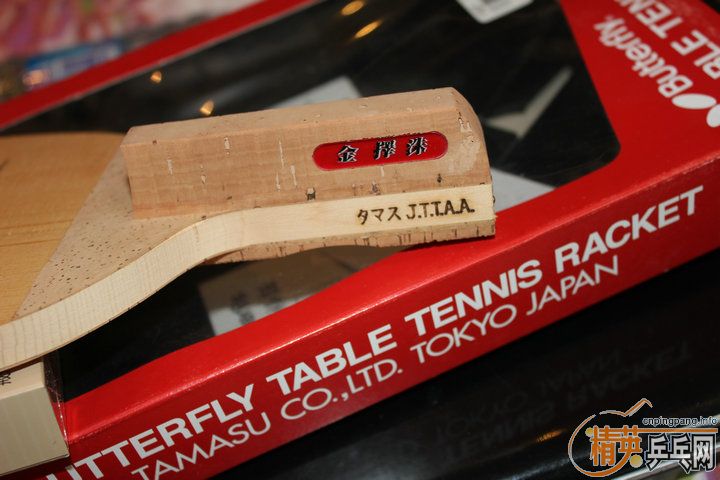 Butterfly.
金擇洙
タマス J.T.T.A.A.
BUTTERFLY TABLE TENNIS RACKET
TAMASU CO.,LTD. TOKYO JAPAN
cnpingpang.info
精英乒乓网